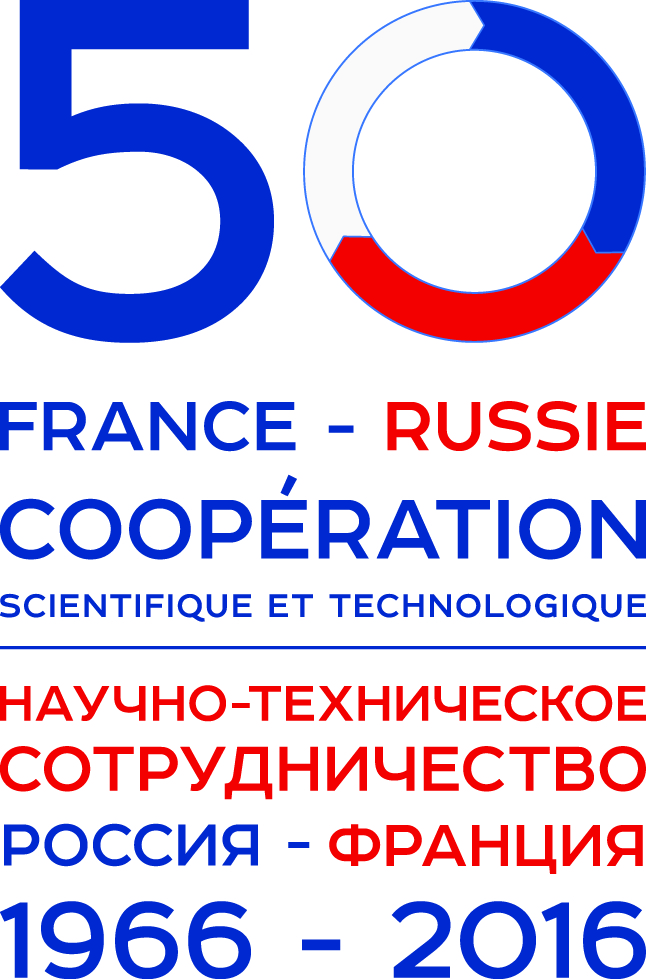 50
FRANCE - RUSSIE
COOPÉRATION
SCIENTIFIQUE ET TECHNOLOGIQUE
НАУЧНО-ТЕХНИЧЕСКОЕ
СОТРУДНИЧЕСТВО
РОССИЯ - ФРАНЦИЯ
1966 - 2016